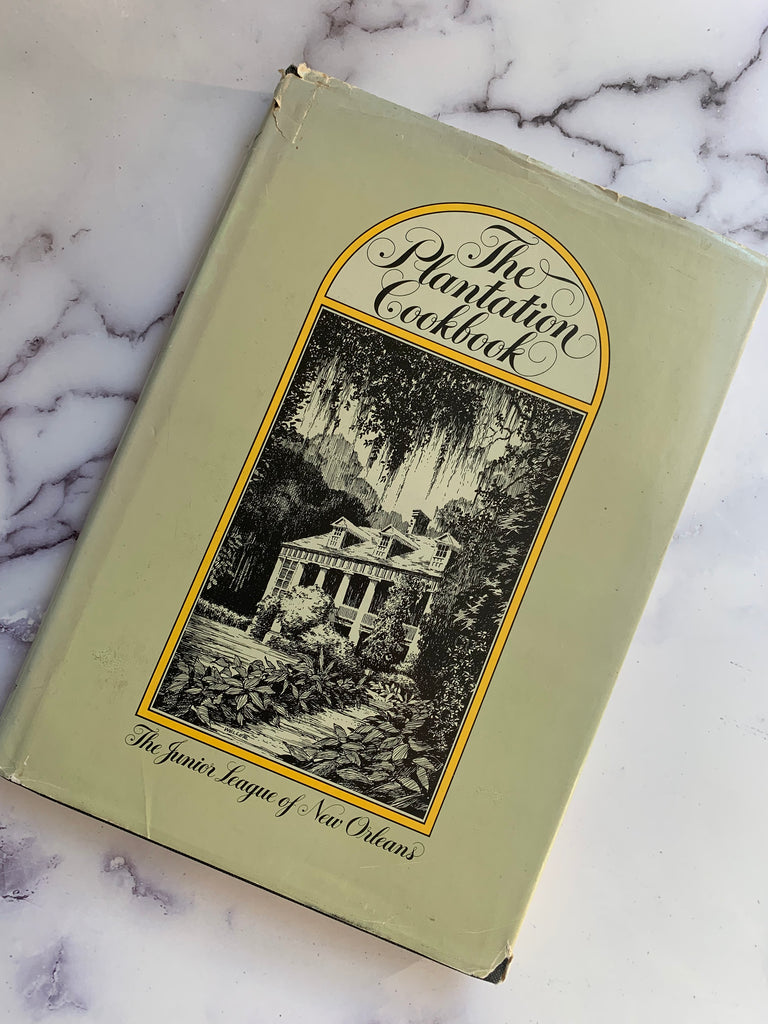 The
Plantation
Cookbook
The Junior League of New Orleans